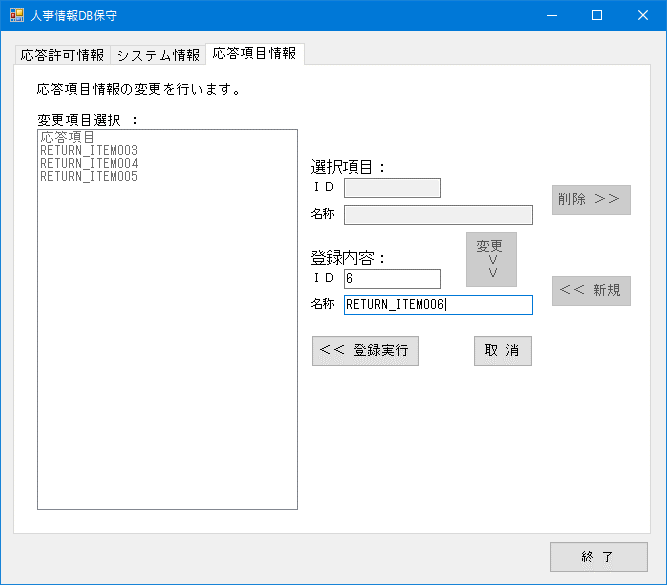 人事情報DB保守
応答許可情報 システム情報 応答項目情報
応答項目情報の変更を行います。
変更項目選択 ：
応答項目
RETURN_ITEM003
RETURN_ITEM004
RETURN_ITEM005
選択項目：
ＩＤ
名称
削除 ＞＞
変更
∨
∨
登録内容：
ＩＤ 6
名称 RETURN_ITEM006
＜＜ 新規
＜＜ 登録実行
取 消
終 了